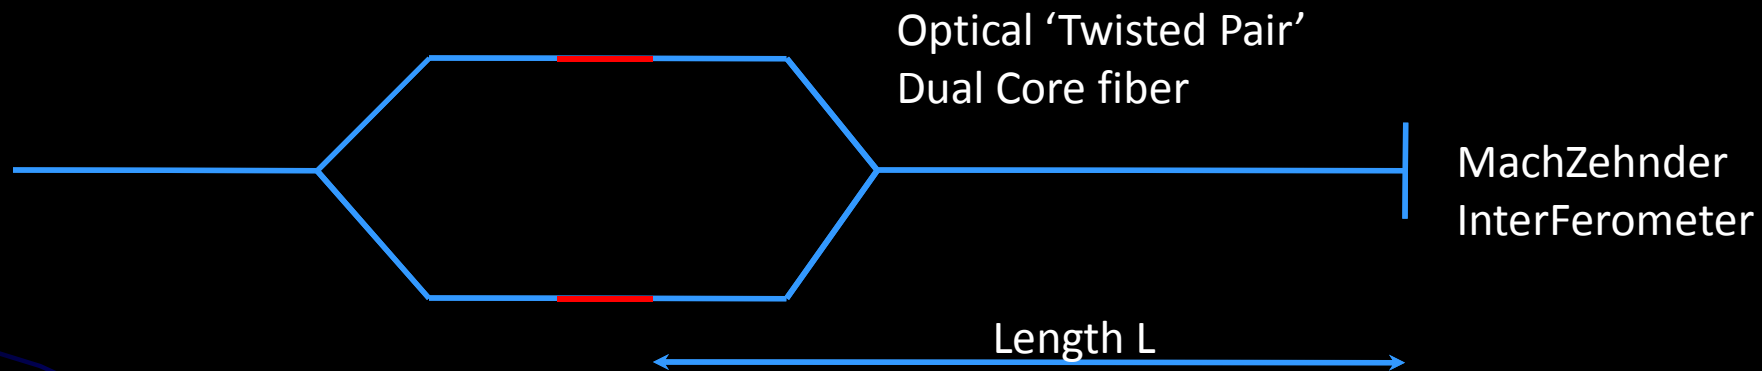 Optical ‘Twisted Pair’
Dual Core fiber
MachZehnder
InterFerometer
Length L